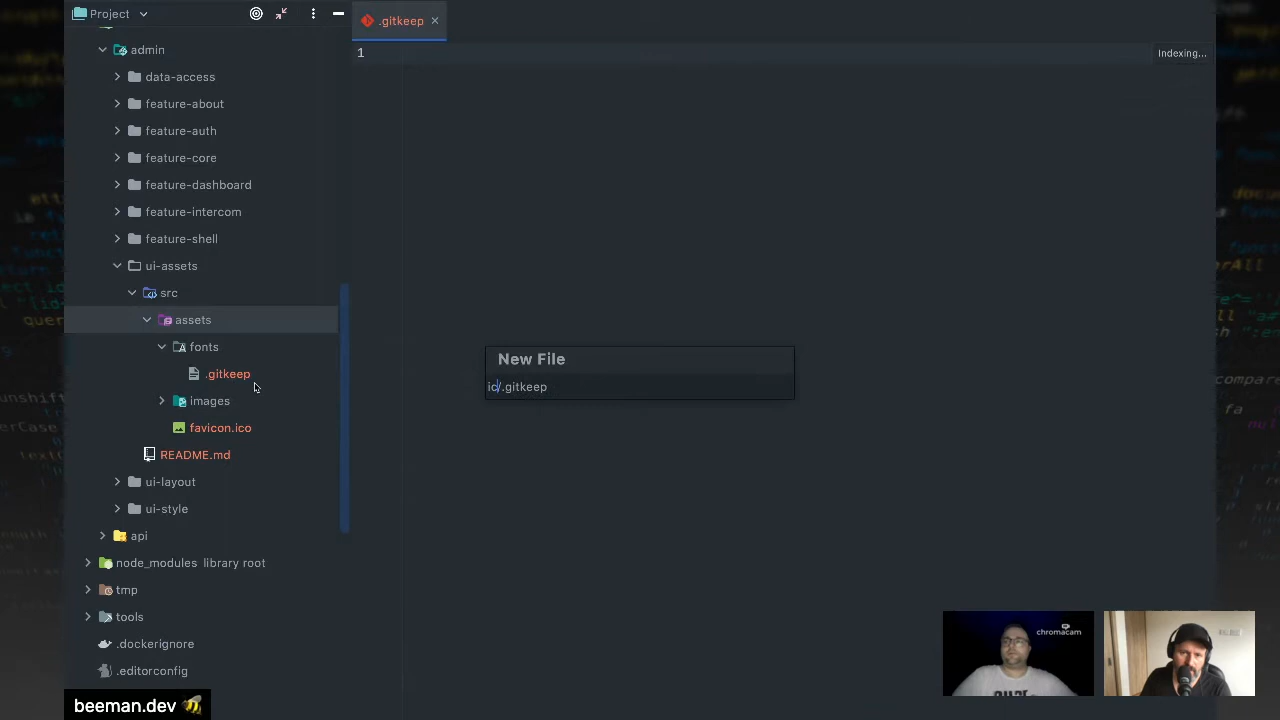 Project
.gitkeep
admin
1
Indexing...
data-access
feature-about
feature-auth
feature-core
feature-dashboard
feature-intercom
feature-shell
ui-assets
src
assets
fonts
New File
.gitkeep
ic/.gitkeep
images
favicon.ico
README.md
ui-layout
ui-style
api
node_modules library root
tmp
tools
chromacam
.dockerignore
.editorconfig
beeman.dev